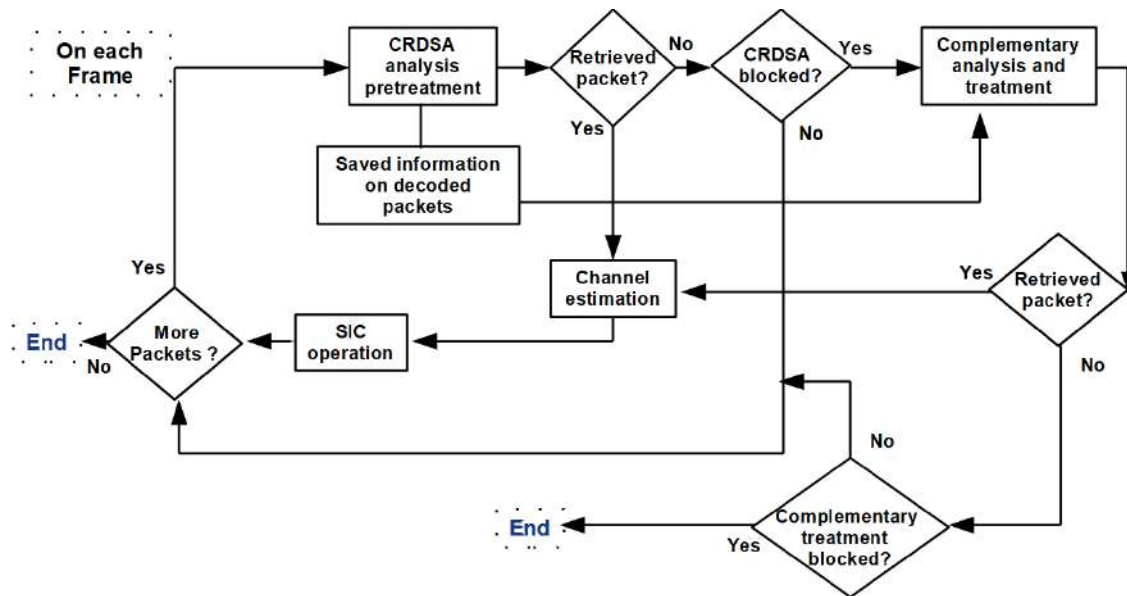 On each
Frame
CRDSA
analysis
pretreatment
Retrieved
packet?
No
CRDSA
blocked?
Yes
Complementary
analysis and
treatment
Yes
No
Saved information
on decoded
packets
Yes
Channel
estimation
Yes
Retrieved
packet?
End
No
More
Packets ?
SIC
operation
No
No
End
Yes
Complementary
treatment
blocked?